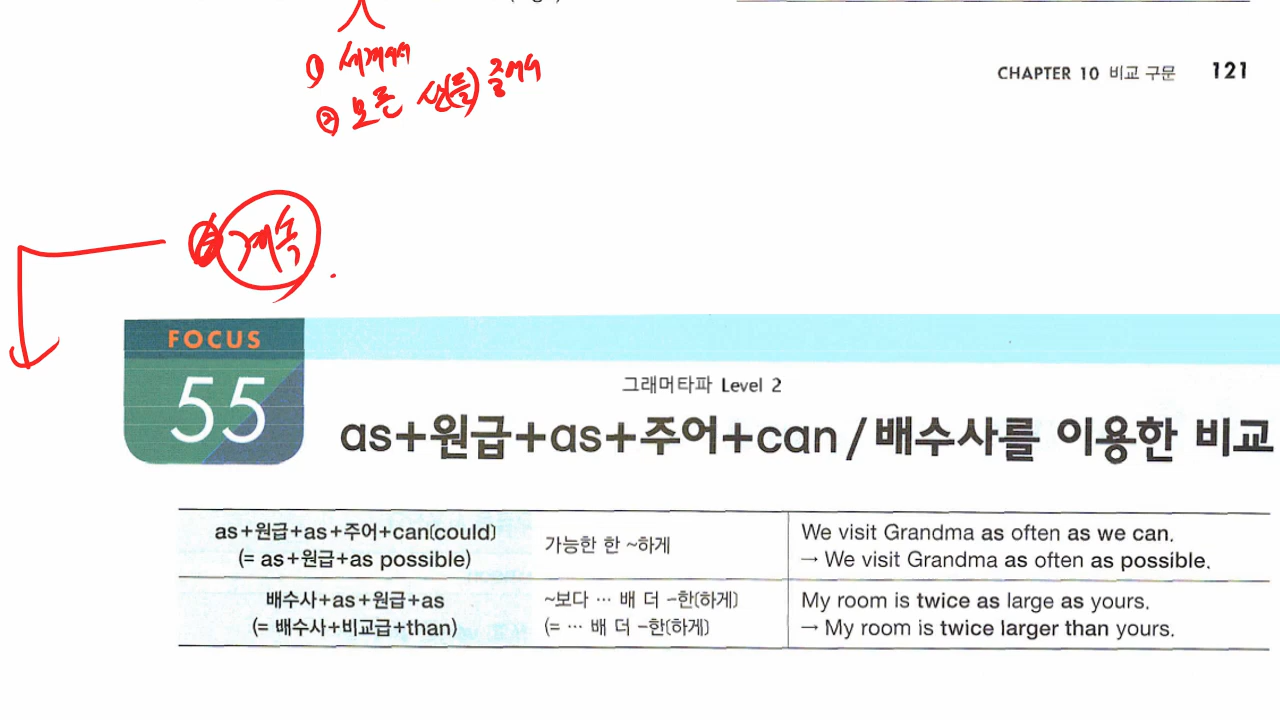 ① 세계에서
② 모든 산(들) 중에서
CHAPTER 10 비교 구문 121
계속
FOCUS
55
그래머타파 Level 2
as+원급+as+주어+can/배수사를 이용한 비교
as+원급+as+주어+can(could)
(= as+원급+as possible)
가능한 한 ~하게
We visit Grandma as often as we can.
→ We visit Grandma as often as possible.
배수사+as+원급+as
(= 배수사+비교급+than)
~보다 … 배 더 -한(하게)
(= … 배 더 -한(하게)
My room is twice as large as yours.
→ My room is twice larger than yours.